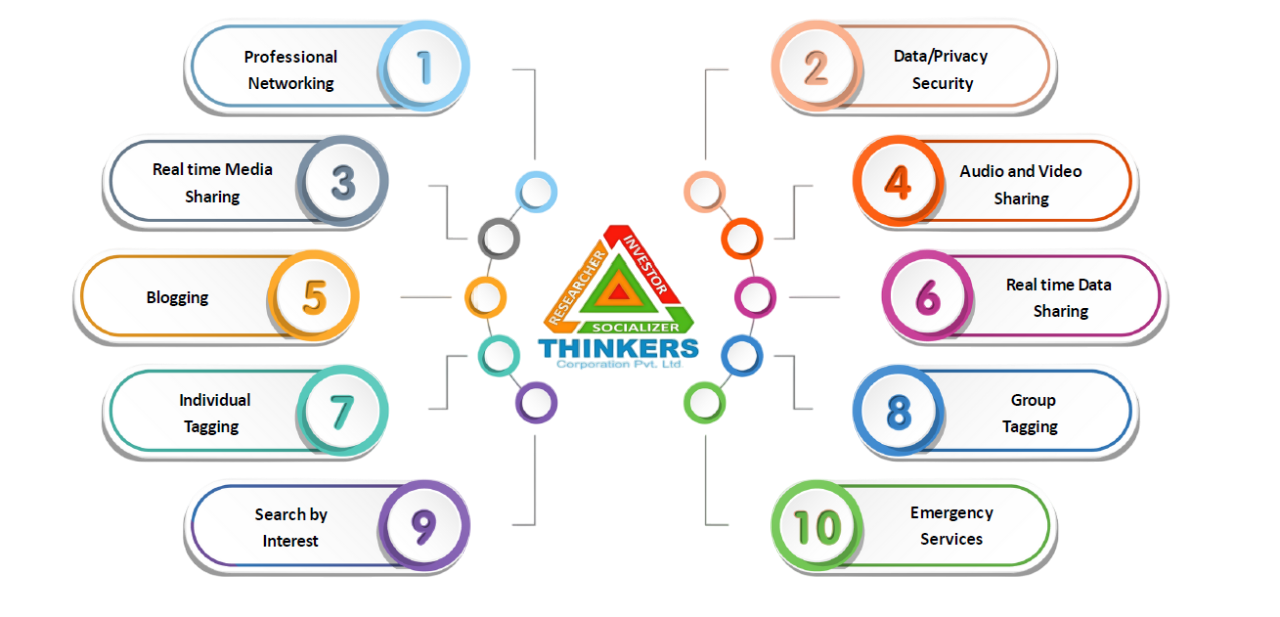 Professional
Networking
1
2
Data/Privacy
Security
Real time Media
Sharing
3
4
Audio and Video
Sharing
Blogging
5
6
Real time Data
Sharing
Individual
Tagging
7
8
Group
Tagging
Search by
Interest
9
10
Emergency
Services
RESEARCHER
INVESTOR
SOCIALIZER
THINKERS
Corporation Pvt. Ltd